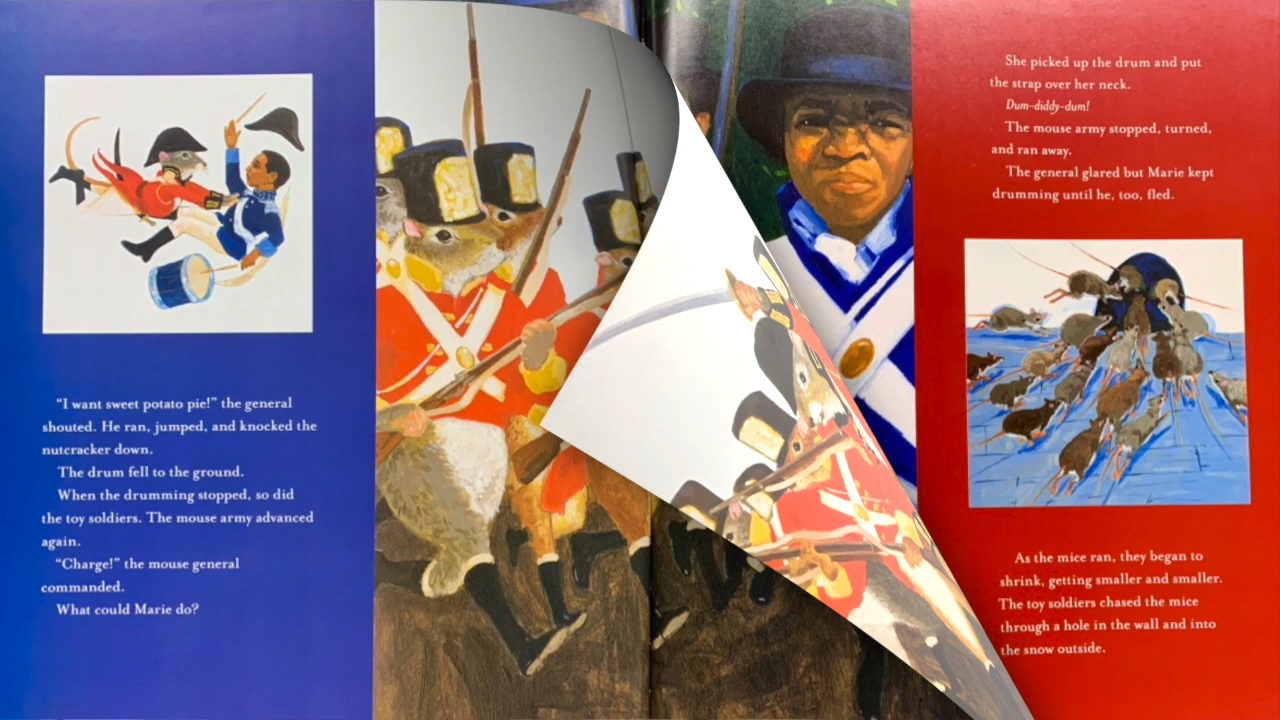 “I want sweet potato pie!” the general
shouted. He ran, jumped, and knocked the
nutcracker down.
The drum fell to the ground.
When the drumming stopped, so did
the toy soldiers. The mouse army advanced
again.
“Charge!” the mouse general
commanded.
What could Marie do?
She picked up the drum and put
the strap over her neck.
Dum-diddy-dum!
The mouse army stopped, turned,
and ran away.
The general glared but Marie kept
drumming until he, too, fled.
As the mice ran, they began to
shrink, getting smaller and smaller.
The toy soldiers chased the mice
through a hole in the wall and into
the snow outside.